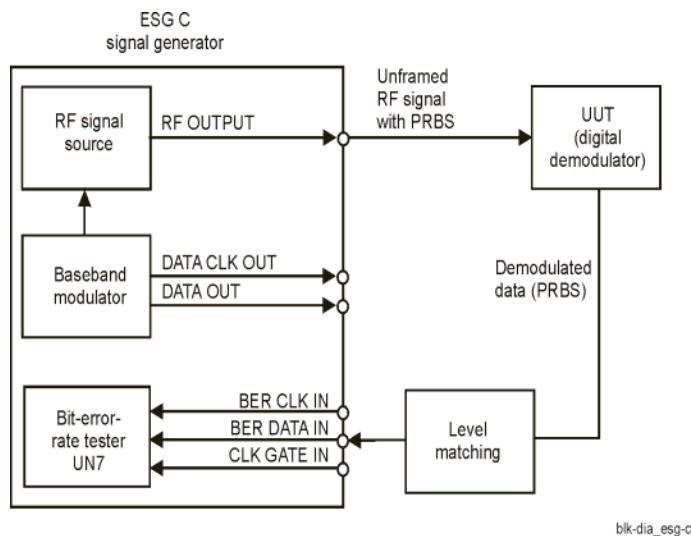 ESG C
signal generator
RF signal
source
RF OUTPUT
Unframed
RF signal
with PRBS
UUT
(digital
demodulator)
Baseband
modulator
DATA CLK OUT
DATA OUT
Demodulated
data (PRBS)
Bit-error-
rate tester
UN7
BER CLK IN
BER DATA IN
CLK GATE IN
Level
matching
blk-dia_esg-c